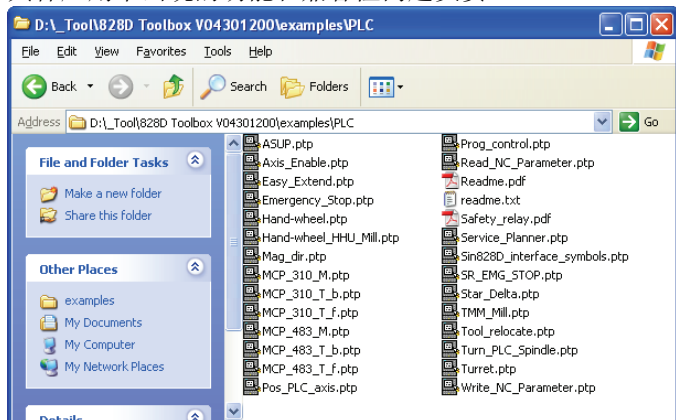 D:\_Tool\828D Toolbox V04301200\examples\PLC
File Edit View Favorites Tools Help
Back Search Folders
Address D:\_Tool\828D Toolbox V04301200\examples\PLC Go
File and Folder Tasks
Make a new folder
Share this folder
Other Places
examples
My Documents
My Computer
My Network Places
Details
ASUP.ptp
Axis_Enable.ptp
Easy_Extend.ptp
Emergency_Stop.ptp
Hand-wheel.ptp
Hand-wheel_HHU_Mill.ptp
Mag_dir.ptp
MCP_310_M.ptp
MCP_310_T_b.ptp
MCP_310_T_f.ptp
MCP_483_M.ptp
MCP_483_T_b.ptp
MCP_483_T_f.ptp
Pos_PLC_axis.ptp
Prog_control.ptp
Read_NC_Parameter.ptp
Readme.pdf
readme.txt
Safety_relay.pdf
Service_Planner.ptp
Sin828D_interface_symbols.ptp
SR_EMG_STOP.ptp
Star_Delta.ptp
TMM_Mill.ptp
Tool_relocate.ptp
Turn_PLC_Spindle.ptp
Turret.ptp
Write_NC_Parameter.ptp